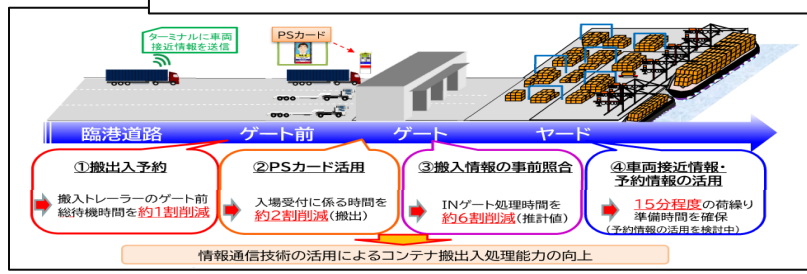 ターミナルに車両
接近情報を送信
PSカード
臨港道路
ゲート前
ゲート
ヤード
①搬出入予約
搬入トレーラーのゲート前
総待機時間を約1割削減
②PSカード活用
入場受付に係る時間を
約2割削減(搬出)
③搬入情報の事前照合
INゲート処理時間を
約6割削減(推計値)
④車両接近情報・
予約情報の活用
15分程度の荷繰り
準備時間を確保
(予約情報の活用を検討中)
情報通信技術の活用によるコンテナ搬出入処理能力の向上